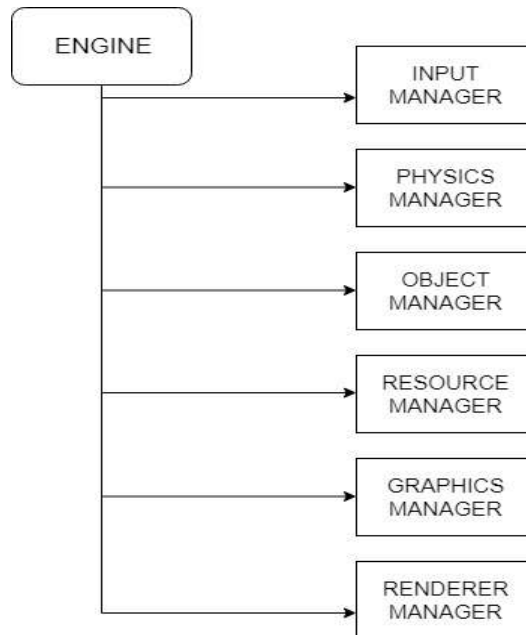 ENGINE
INPUT
MANAGER
PHYSICS
MANAGER
OBJECT
MANAGER
RESOURCE
MANAGER
GRAPHICS
MANAGER
RENDERER
MANAGER